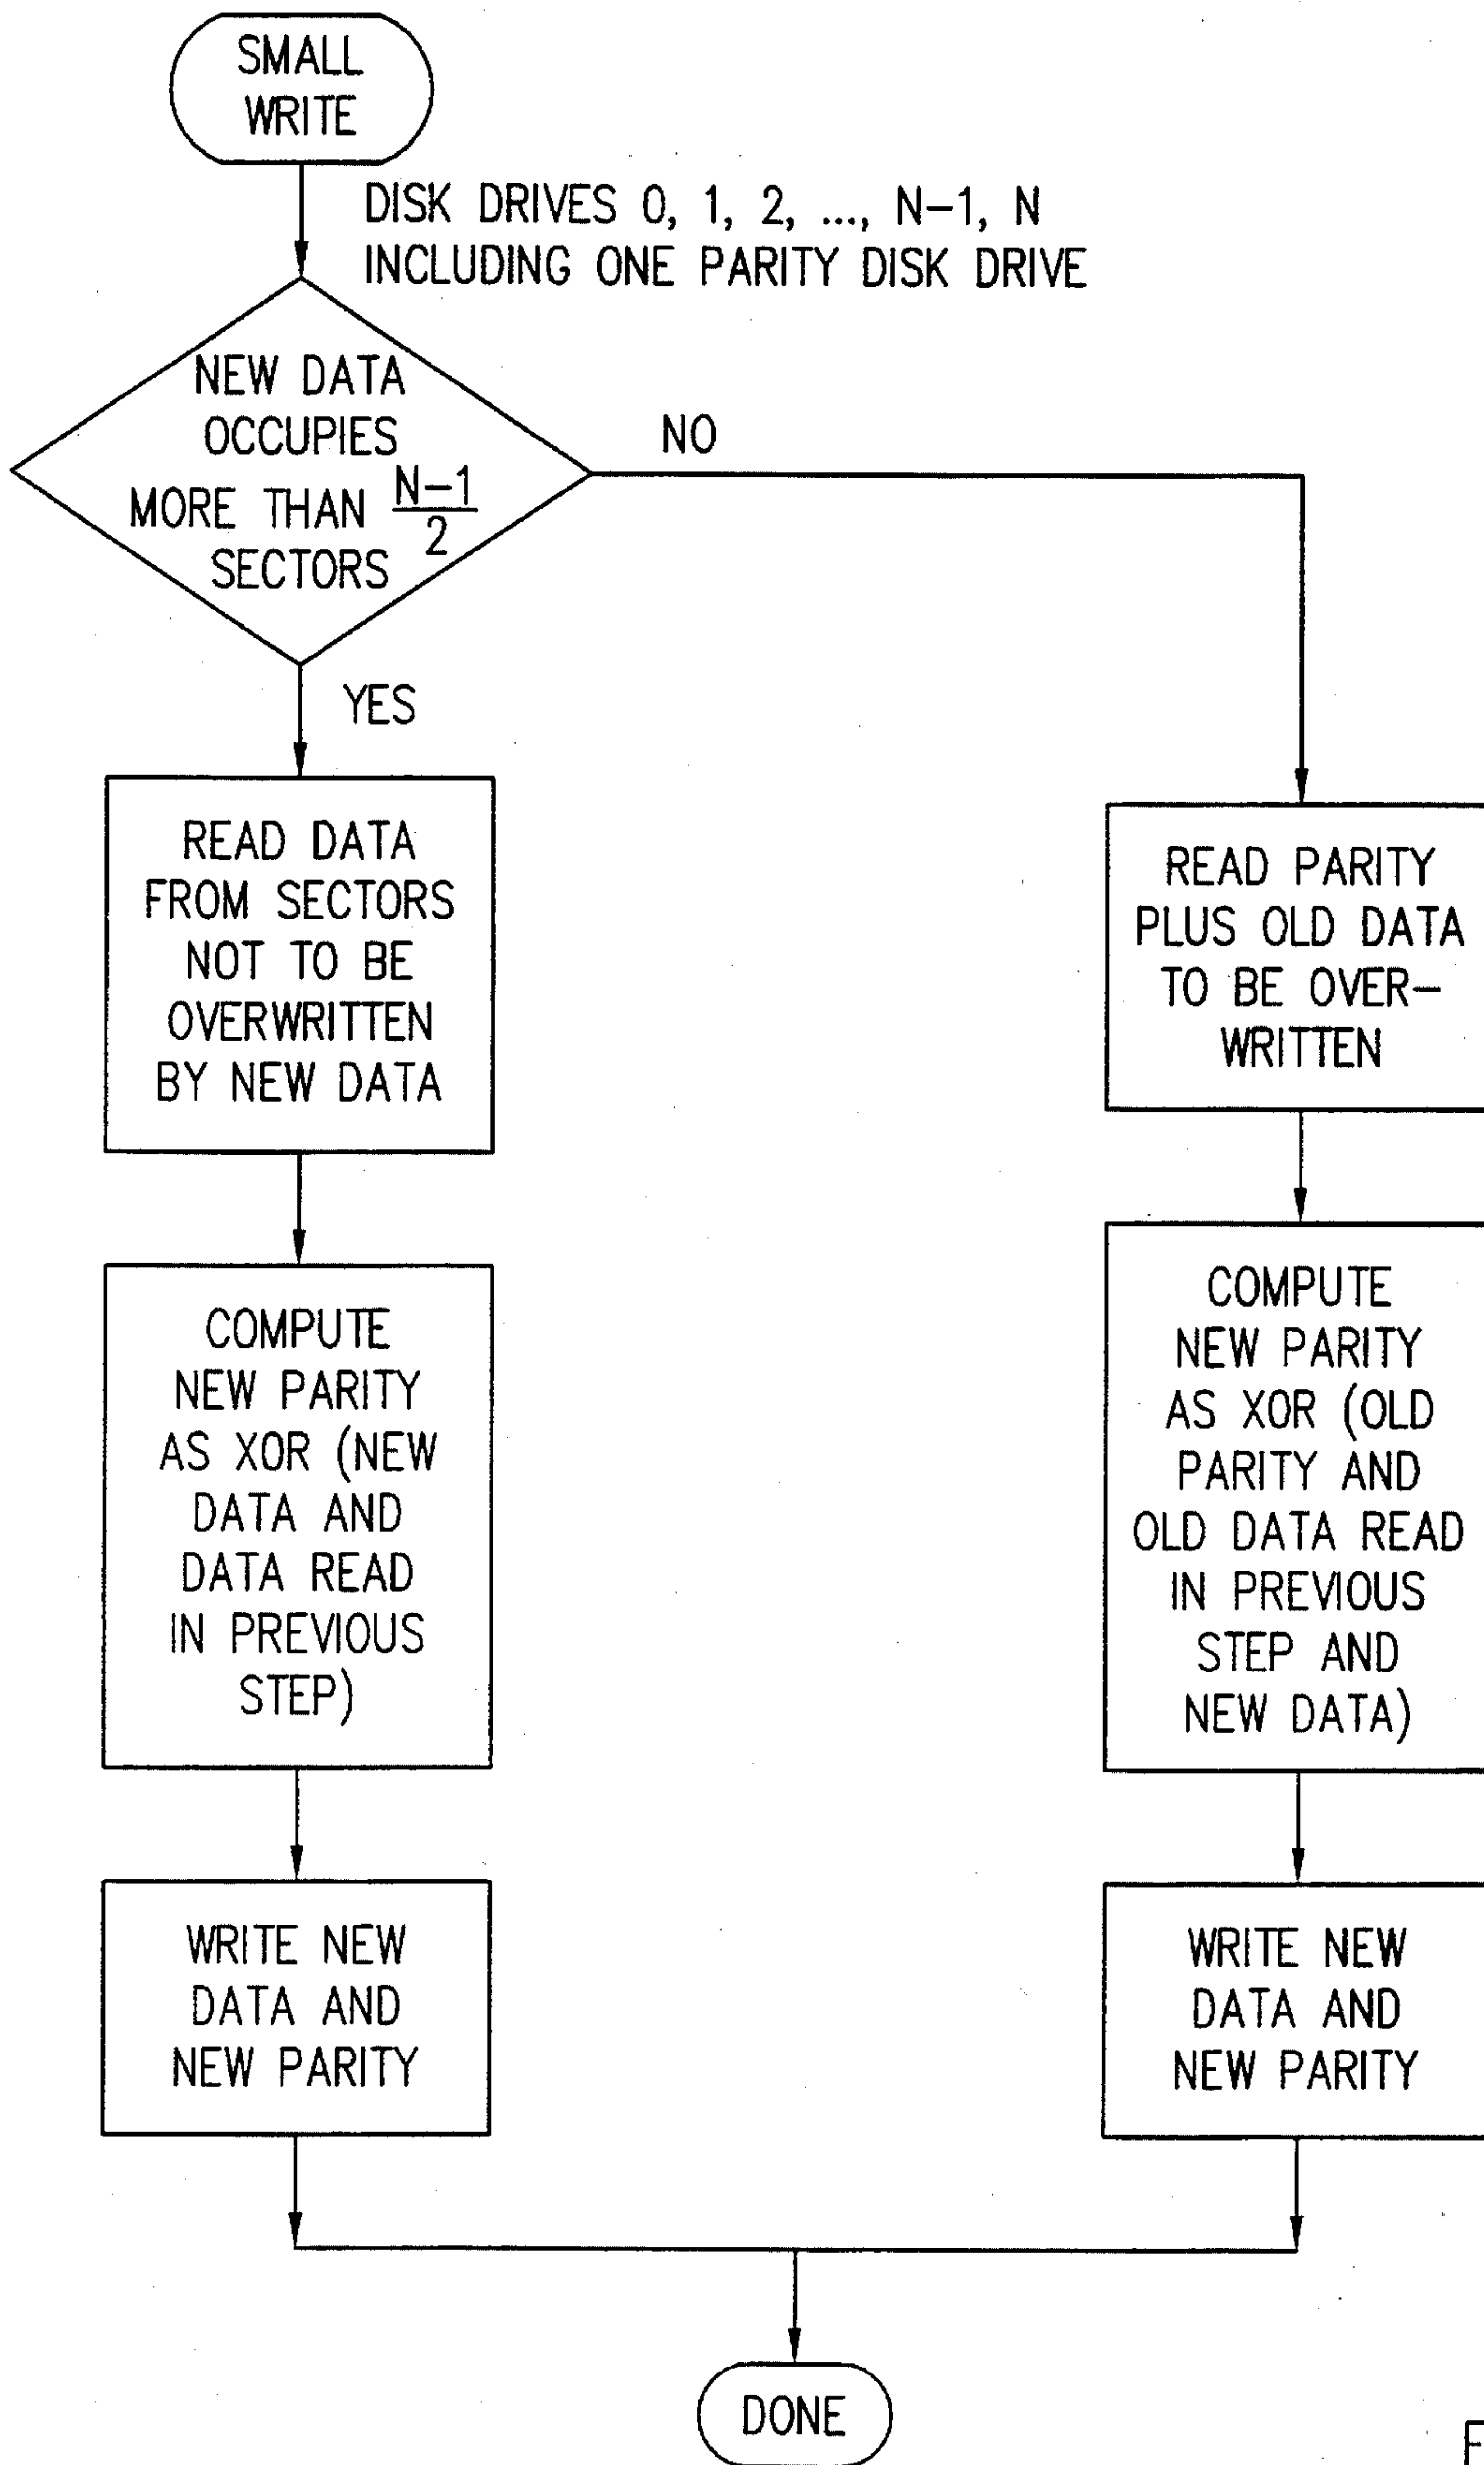 SMALL
WRITE
DISK DRIVES 0, 1, 2, ..., N-1, N
INCLUDING ONE PARITY DISK DRIVE
NEW DATA
OCCUPIES
MORE THAN N-1/2
SECTORS
NO
YES
READ DATA
FROM SECTORS
NOT TO BE
OVERWRITTEN
BY NEW DATA
COMPUTE
NEW PARITY
AS XOR (NEW
DATA AND
DATA READ
IN PREVIOUS
STEP)
WRITE NEW
DATA AND
NEW PARITY
READ PARITY
PLUS OLD DATA
TO BE OVER-
WRITTEN
COMPUTE
NEW PARITY
AS XOR (OLD
PARITY AND
OLD DATA READ
IN PREVIOUS
STEP AND
NEW DATA)
WRITE NEW
DATA AND
NEW PARITY
DONE